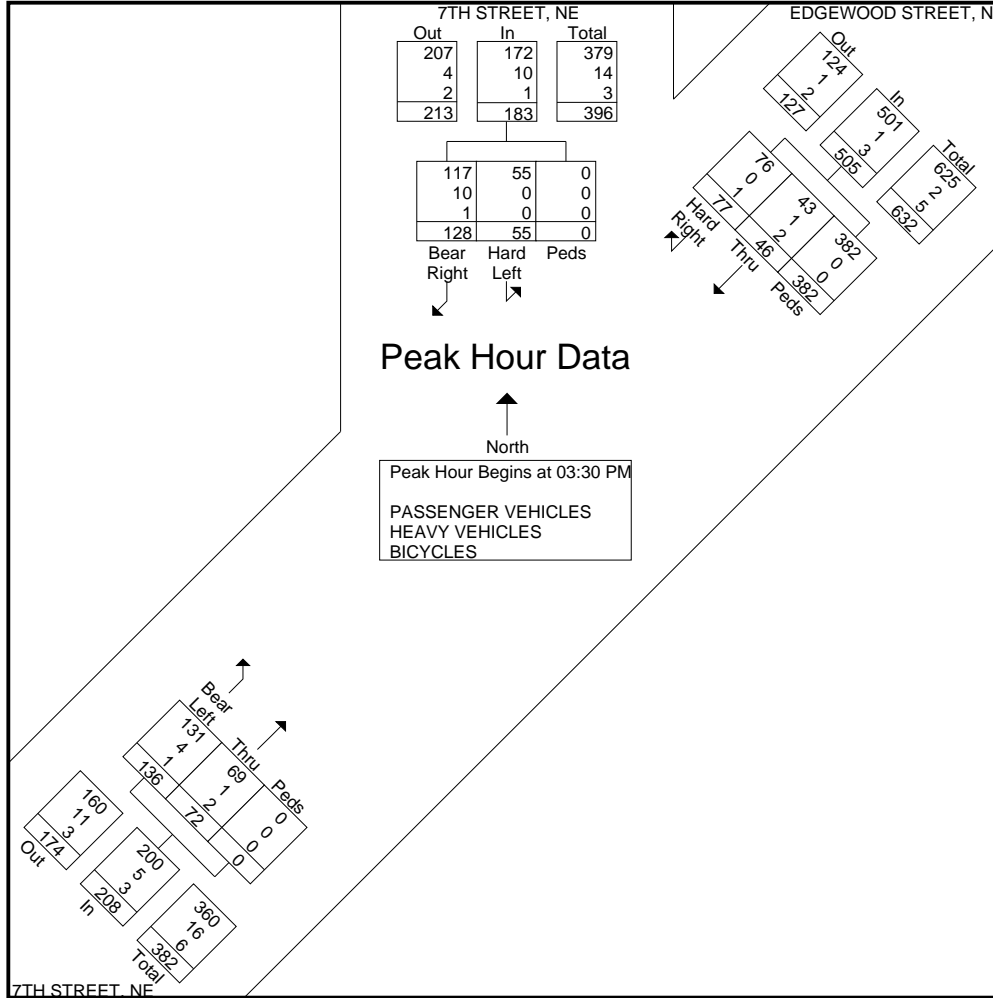 7TH STREET, NE
Out In Total
207 172 379
4 10 14
2 1 3
213 183 396
117 55 0
10 0 0
1 0 0
128 55 0
Bear Right Hard Left Peds
EDGEWOOD STREET, N
Out In Total
124 501 625
1 1 2
2 3 5
127 505 632
76 43 382
0 1 0
1 2 0
77 46 382
Hard Right Thru Peds
Peak Hour Data
North
Peak Hour Begins at 03:30 PM
PASSENGER VEHICLES
HEAVY VEHICLES
BICYCLES
Bear Left Thru Peds
131 69 0
4 1 0
1 2 0
136 72 0
160 200 360
11 5 16
3 3 6
174 208 382
Out In Total
7TH STREET, NE